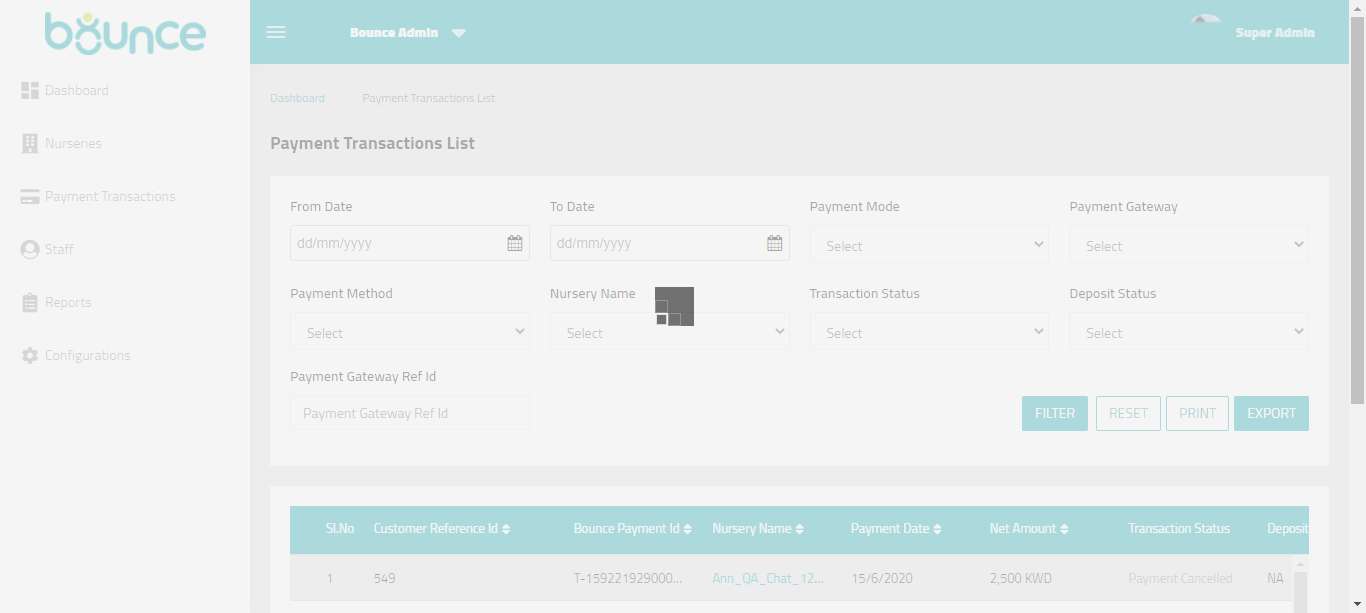 bounce
Bounce Admin
Super Admin
Dashboard
Nurseries
Payment Transactions
Staff
Reports
Configurations
Dashboard
Payment Transactions List
Payment Transactions List
From Date
To Date
Payment Mode
Payment Gateway
dd/mm/yyyy
dd/mm/yyyy
Select
Select
Payment Method
Nursery Name
Transaction Status
Deposit Status
Select
Select
Select
Select
Payment Gateway Ref Id
Payment Gateway Ref Id
FILTER
RESET
PRINT
EXPORT
Sl.No Customer Reference Id Bounce Payment Id Nursery Name Payment Date Net Amount Transaction Status Deposit
1 549 T-159221929000... Ann_QA_Chat_12... 15/6/2020 2,500 KWD Payment Cancelled NA